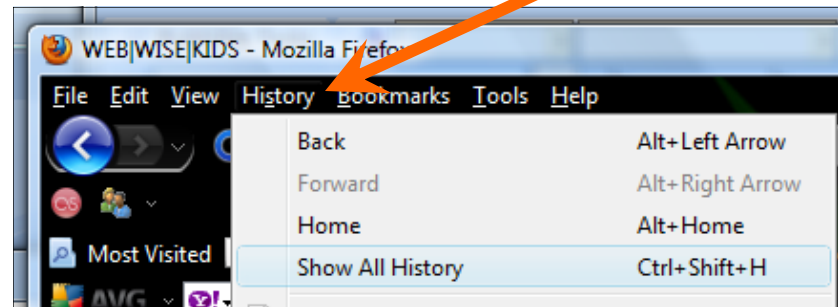 WEB|WISE|KIDS - Mozilla Firefox
File Edit View History Bookmarks Tools Help
Back Alt+Left Arrow
Forward Alt+Right Arrow
Home Alt+Home
Most Visited
Show All History Ctrl+Shift+H
AVG Y!